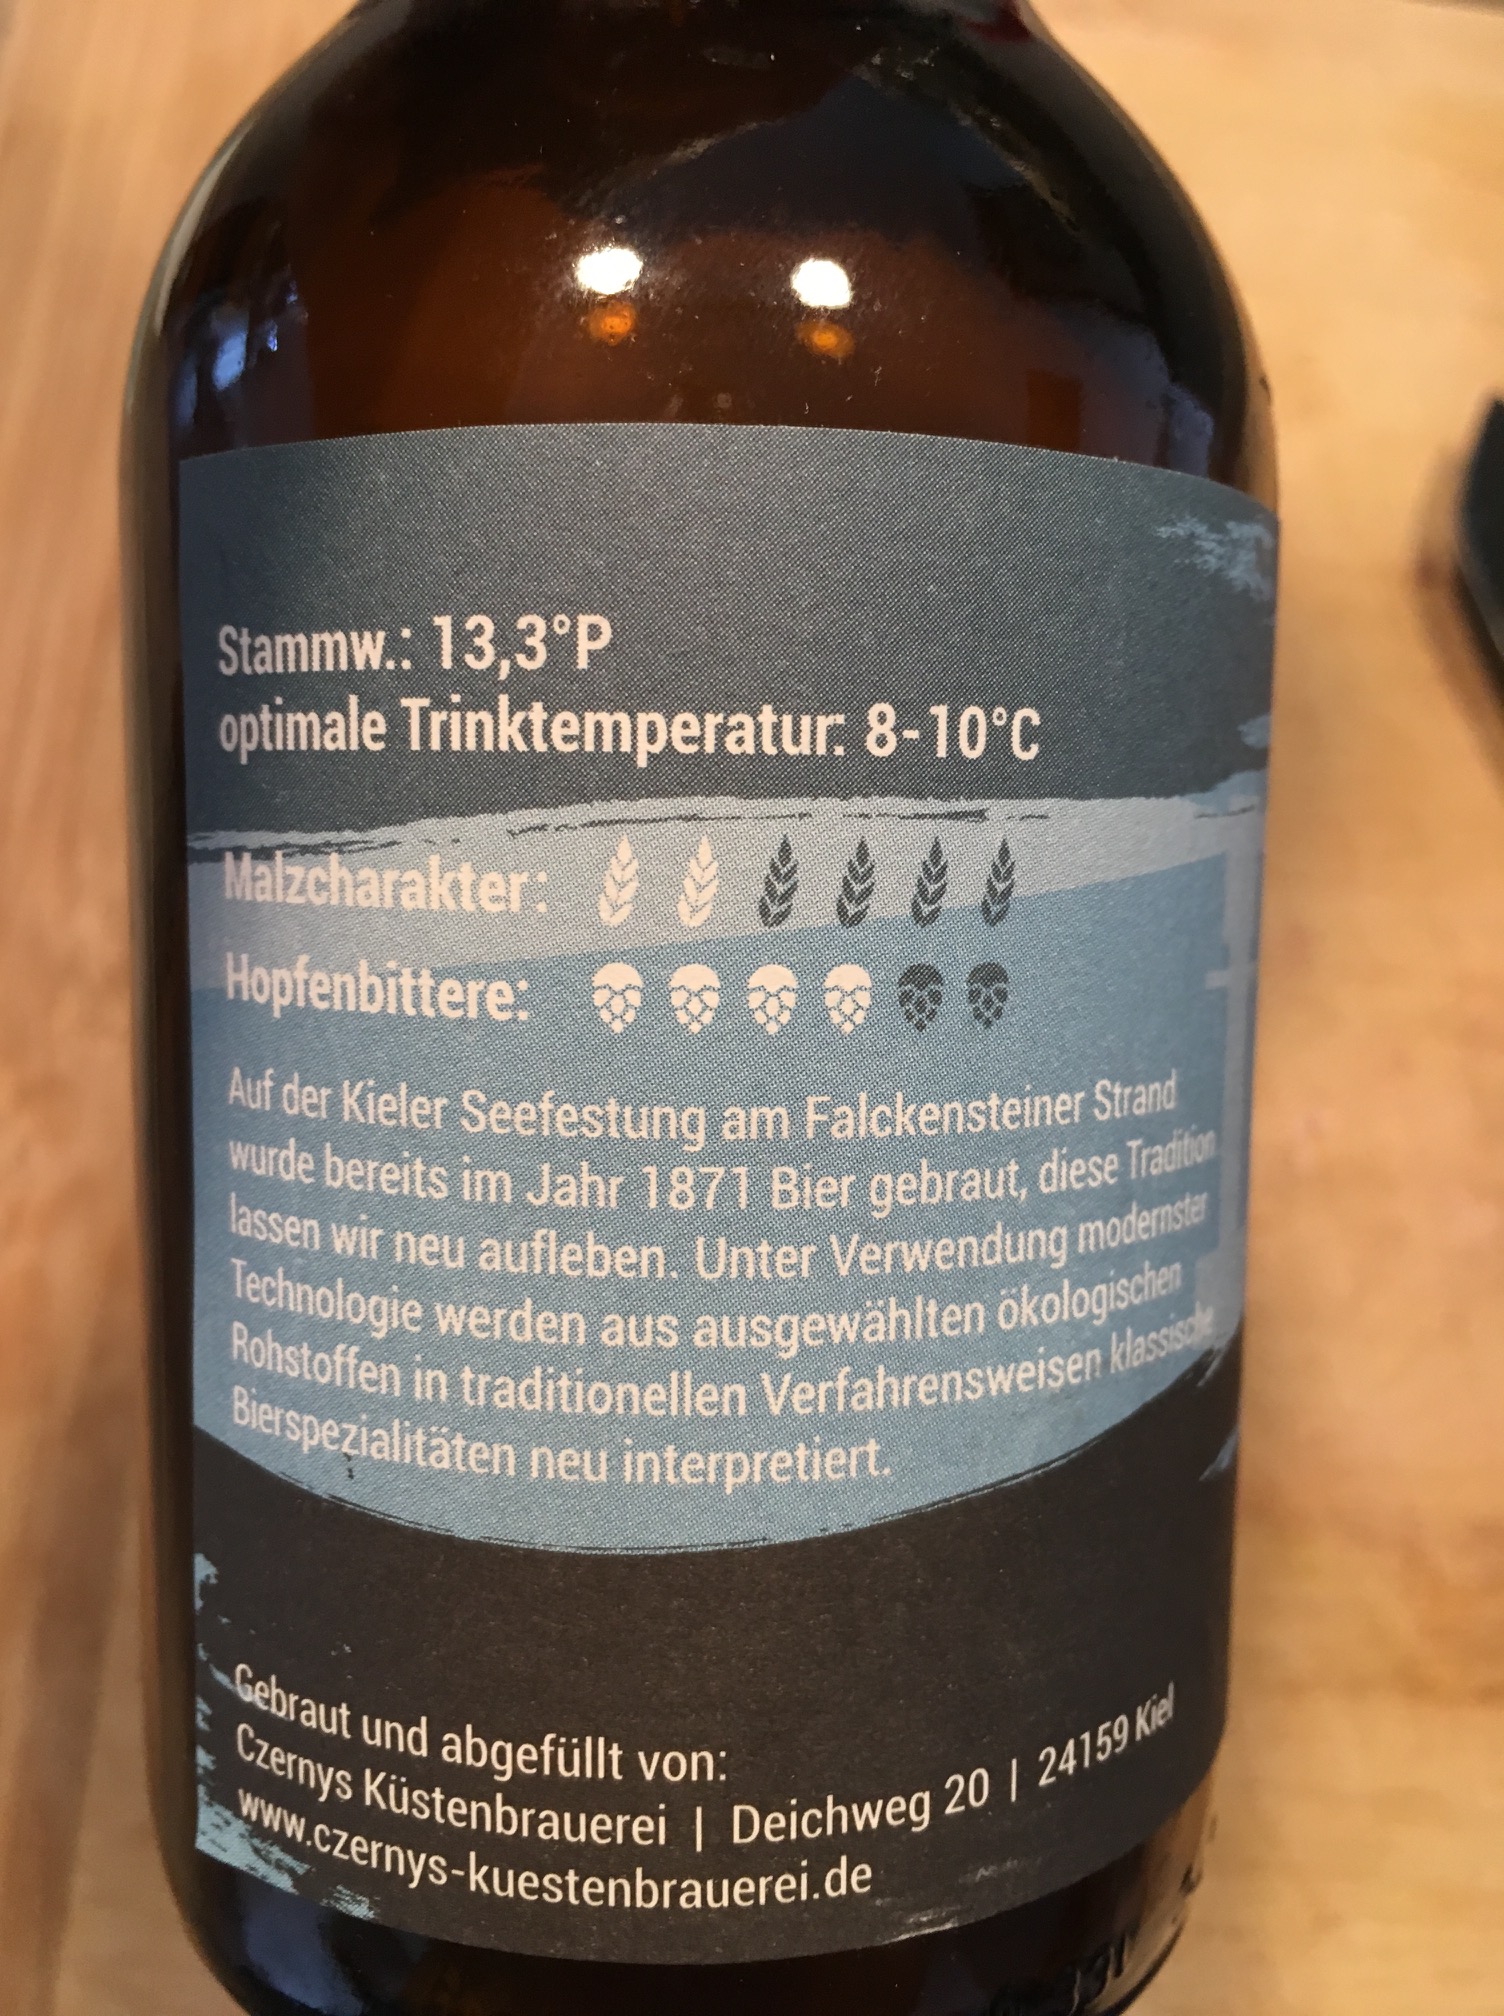 Stammw.: 13,3°P
optimale Trinktemperatur: 8-10°C
Malzcharakter:
Hopfenbittere:
Auf der Kieler Seefestung am Falckensteiner Strand
wurde bereits im Jahr 1871 Bier gebraut, diese Tradition
lassen wir neu aufleben. Unter Verwendung modernster
Technologie werden aus ausgewählten ökologischen
Rohstoffen in traditionellen Verfahrensweisen klassische
Bierspezialitäten neu interpretiert.
Gebraut und abgefüllt von:
Czernys Küstenbrauerei | Deichweg 20 | 24159 Kiel
www.czernys-kuestenbrauerei.de